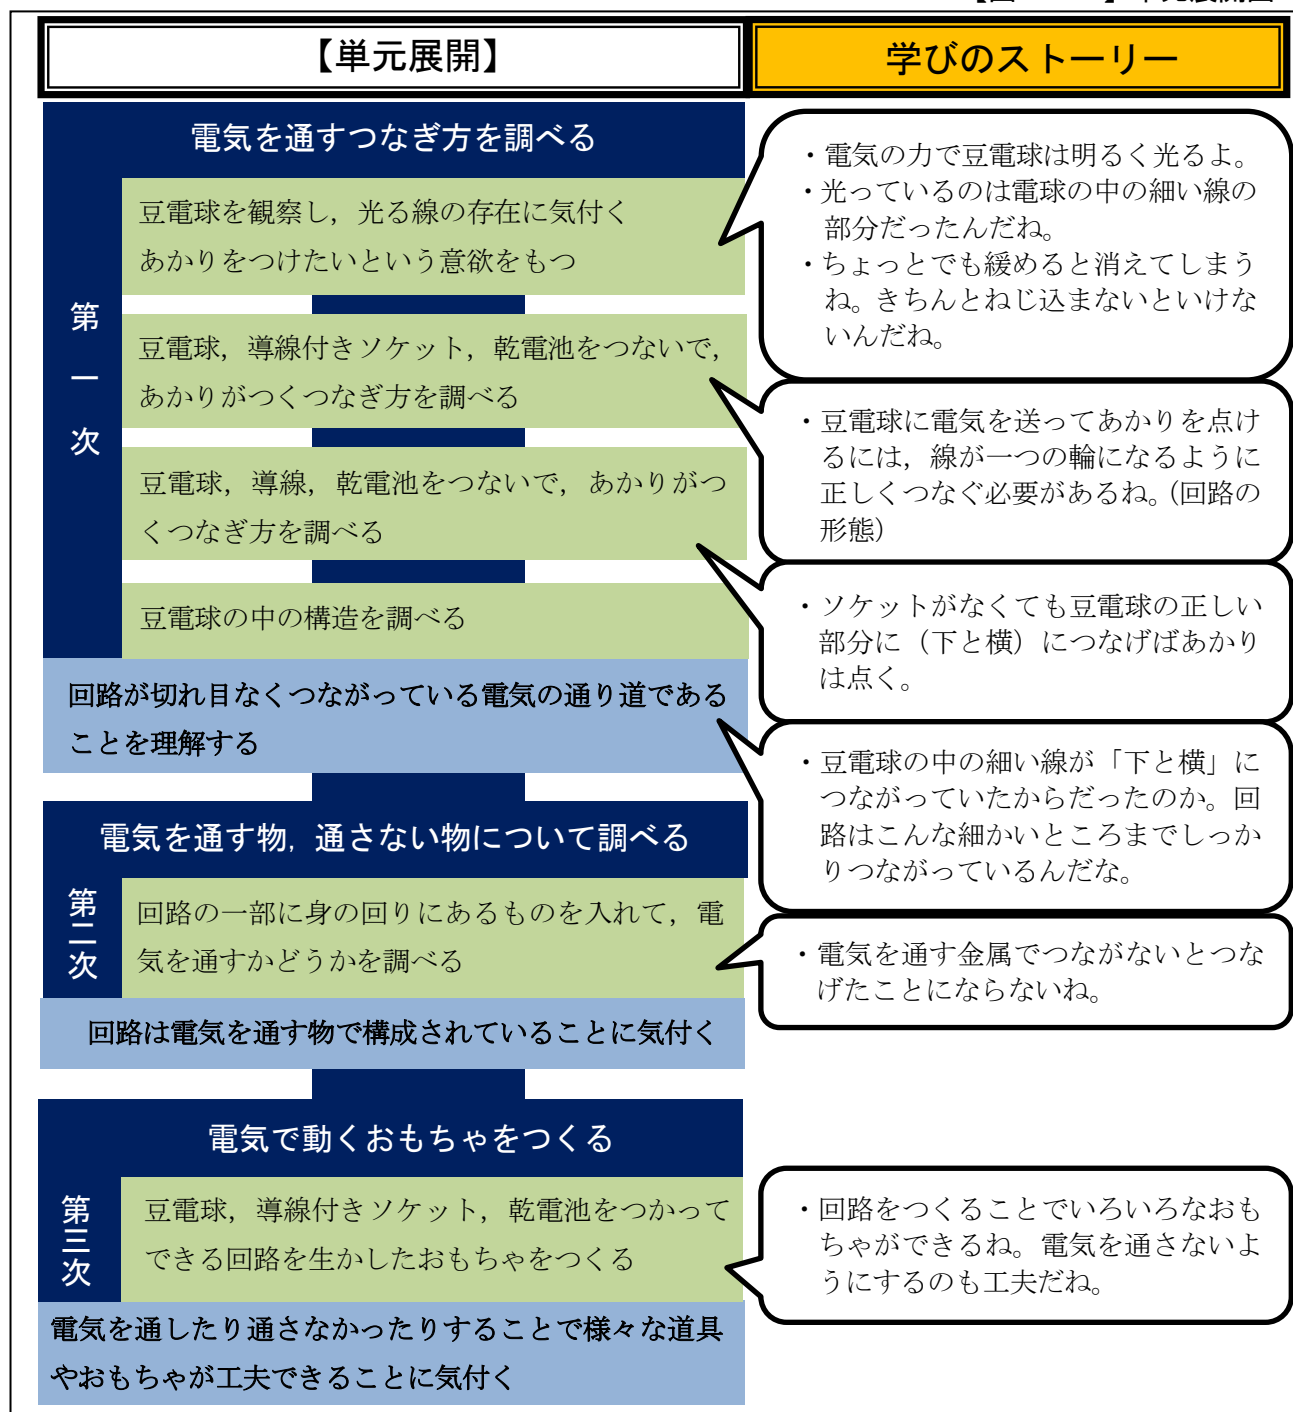 単元展開図
【単元展開】
学びのストーリー
電気を通すつなぎ方を調べる
第一次
豆電球を観察し，光る線の存在に気付く
あかりをつけたいという意欲をもつ
豆電球，導線付きソケット，乾電池をつないで，
あかりがつくつなぎ方を調べる
豆電球，導線，乾電池をつないで，あかりがつ
くつなぎ方を調べる
豆電球の中の構造を調べる
回路が切れ目なくつながっている電気の通り道である
ことを理解する
・電気の力で豆電球は明るく光るよ。
・光っているのは電球の中の細い線の
部分だったんだね。
・ちょっとでも緩めると消えてしまう
ね。きちんとねじ込まないといけな
いんだね。
・豆電球に電気を送ってあかりを点け
るには，線が一つの輪になるように
正しくつなぐ必要があるね。（回路の
形態）
・ソケットがなくても豆電球の正しい
部分に（下と横）につなげばあかり
は点く。
・豆電球の中の細い線が「下と横」に
つながっていたからだったのか。回
路はこんな細かいところまでしっか
りつながっているんだな。
電気を通す物，通さない物について調べる
第二次
回路の一部に身の回りにあるものを入れて，電
気を通すかどうかを調べる
回路は電気を通す物で構成されていることに気付く
・電気を通す金属でつながないとつな
げたことにならないね。
電気で動くおもちゃをつくる
第三次
豆電球，導線付きソケット，乾電池をつかって
できる回路を生かしたおもちゃをつくる
電気を通したり通さなかったりすることで様々な道具
やおもちゃが工夫できることに気付く
・回路をつくることでいろいろなおも
ちゃができるね。電気を通さないよ
うにするのも工夫だね。